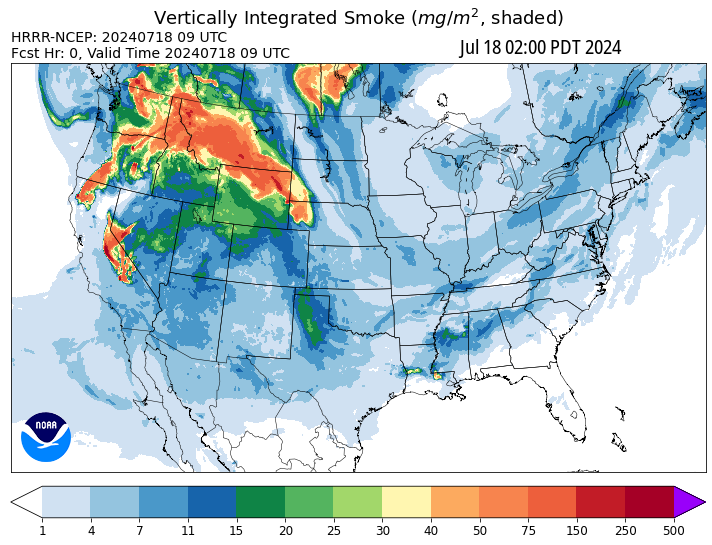 Vertically Integrated Smoke (mg/m², shaded)
HRRR-NCEP: 20240718 09 UTC
Fcst Hr: 0, Valid Time 20240718 09 UTC
Jul 18 02:00 PDT 2024
NOAA
1 4 7 11 15 20 25 30 40 50 75 150 250 500